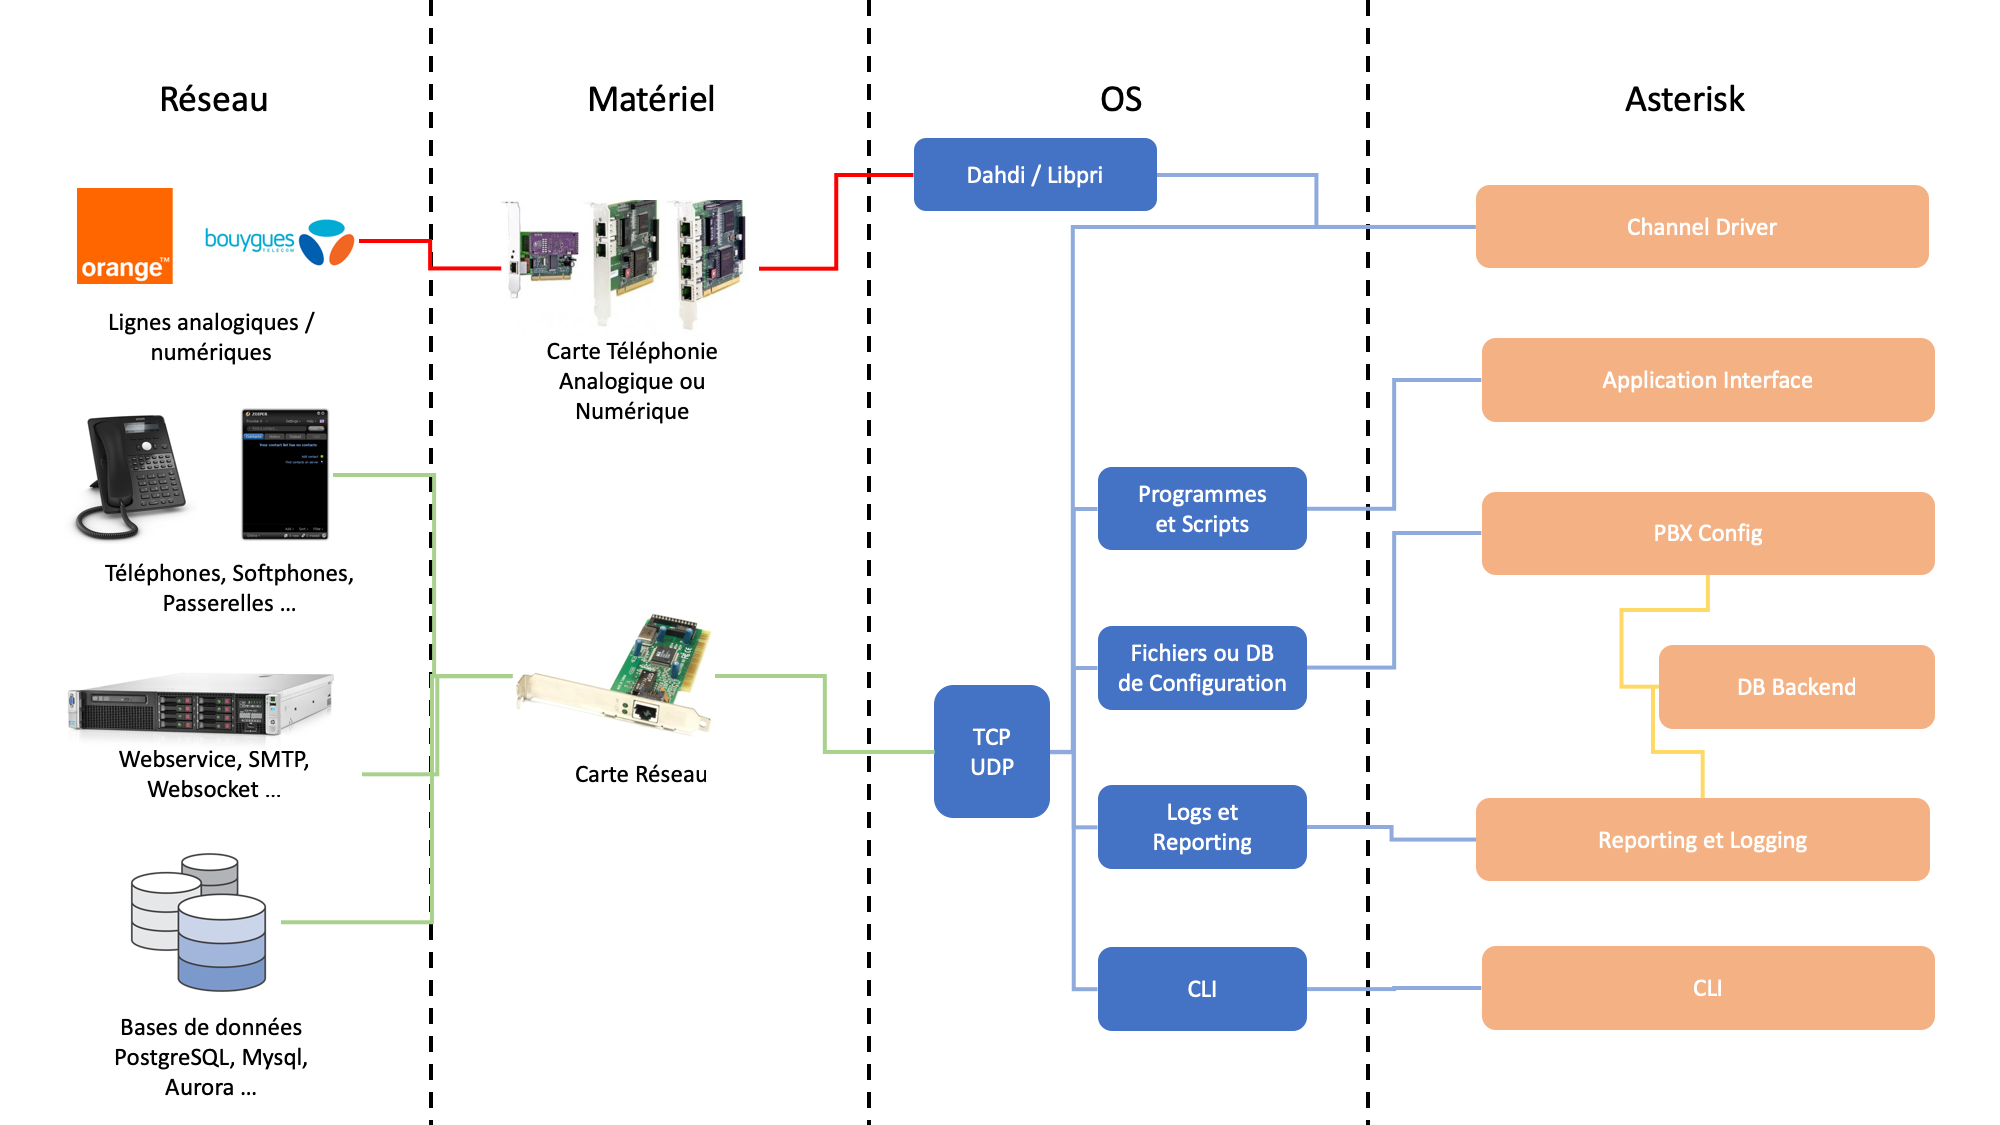 Réseau
Matériel
OS
Asterisk
orange™
bouygues
TELECOM
Lignes analogiques /
numériques
Carte Téléphonie
Analogique ou
Numérique
Dahdi / Libpri
Channel Driver
Application Interface
Téléphones, Softphones,
Passerelles ...
Programmes
et Scripts
PBX Config
Fichiers ou DB
de Configuration
DB Backend
Webservice, SMTP,
Websocket ...
Carte Réseau
TCP
UDP
Logs et
Reporting
Reporting et Logging
CLI
CLI
Bases de données
PostgreSQL, Mysql,
Aurora ...